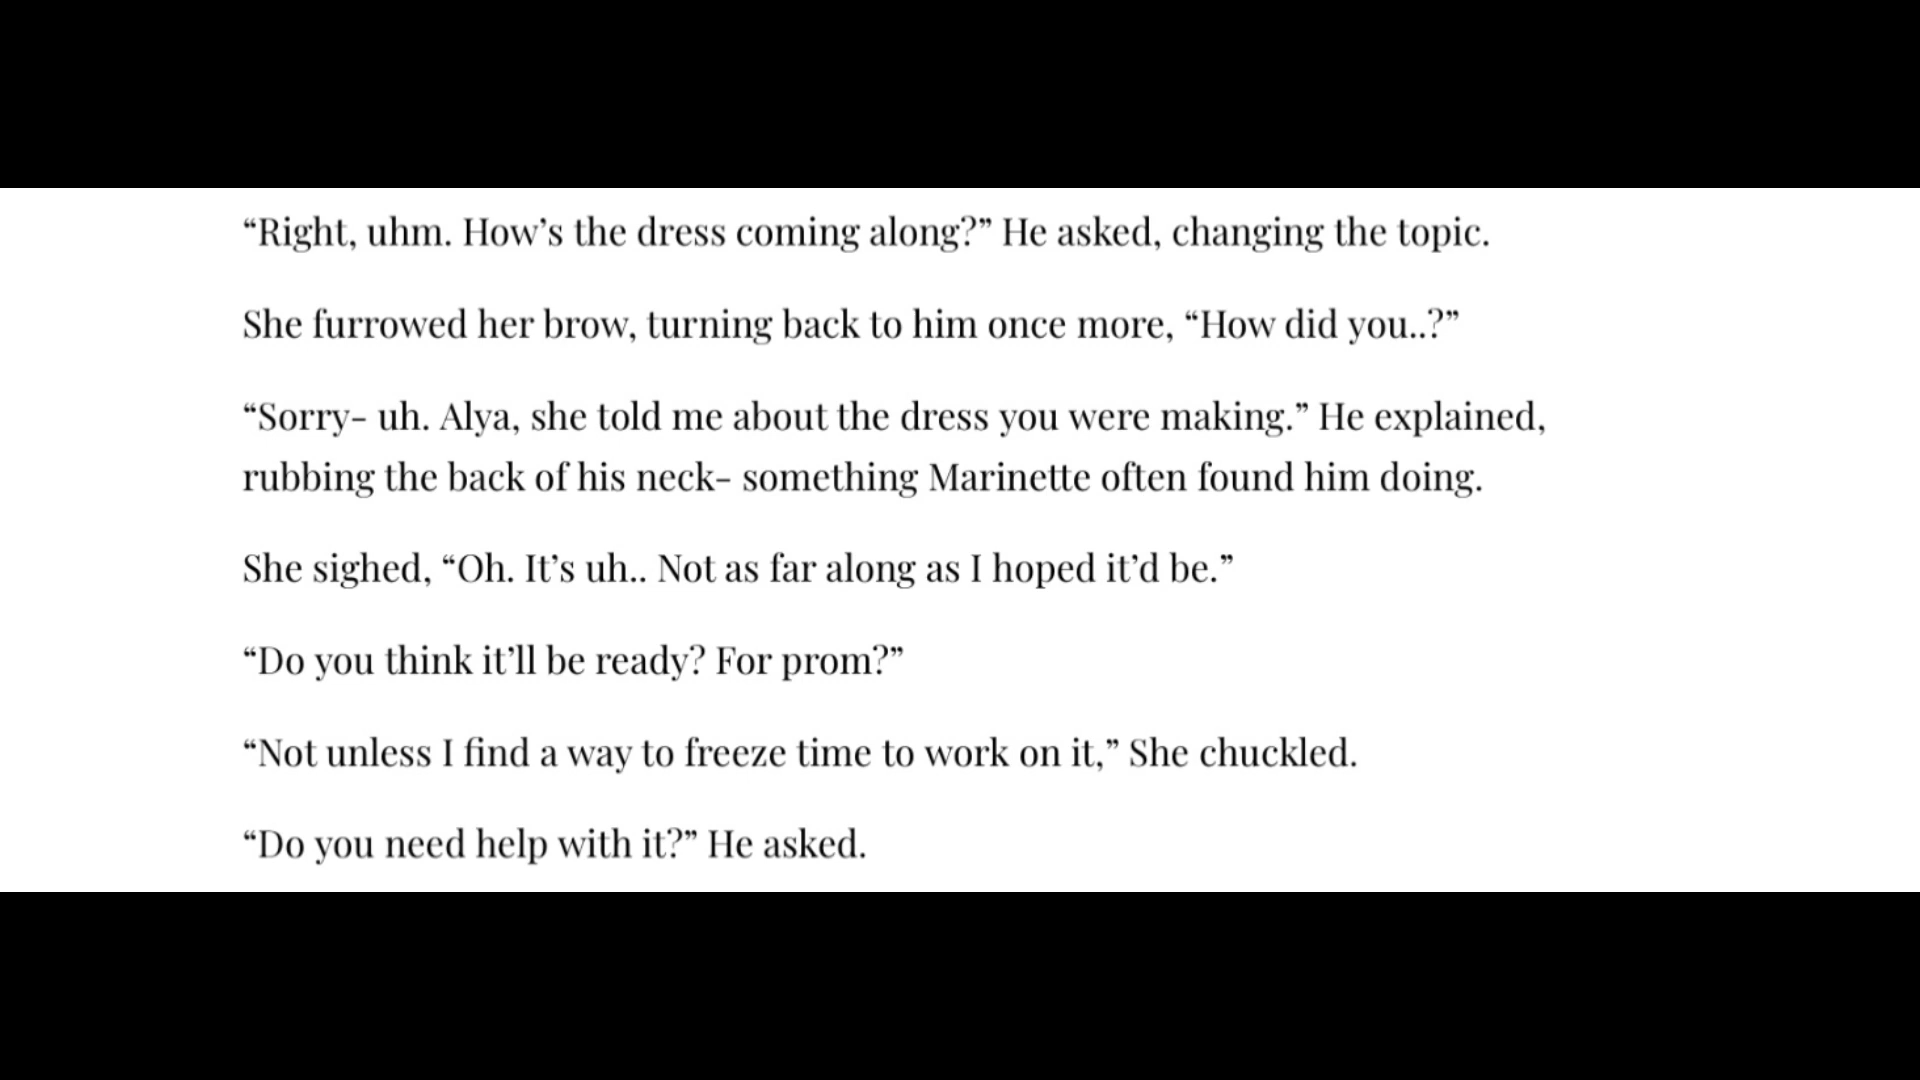 “Right, uhm. How’s the dress coming along?” He asked, changing the topic.
She furrowed her brow, turning back to him once more, “How did you..?”
“Sorry- uh. Alya, she told me about the dress you were making.” He explained,
rubbing the back of his neck- something Marinette often found him doing.
She sighed, “Oh. It’s uh.. Not as far along as I hoped it’d be.”
“Do you think it’ll be ready? For prom?”
“Not unless I find a way to freeze time to work on it,” She chuckled.
“Do you need help with it?” He asked.